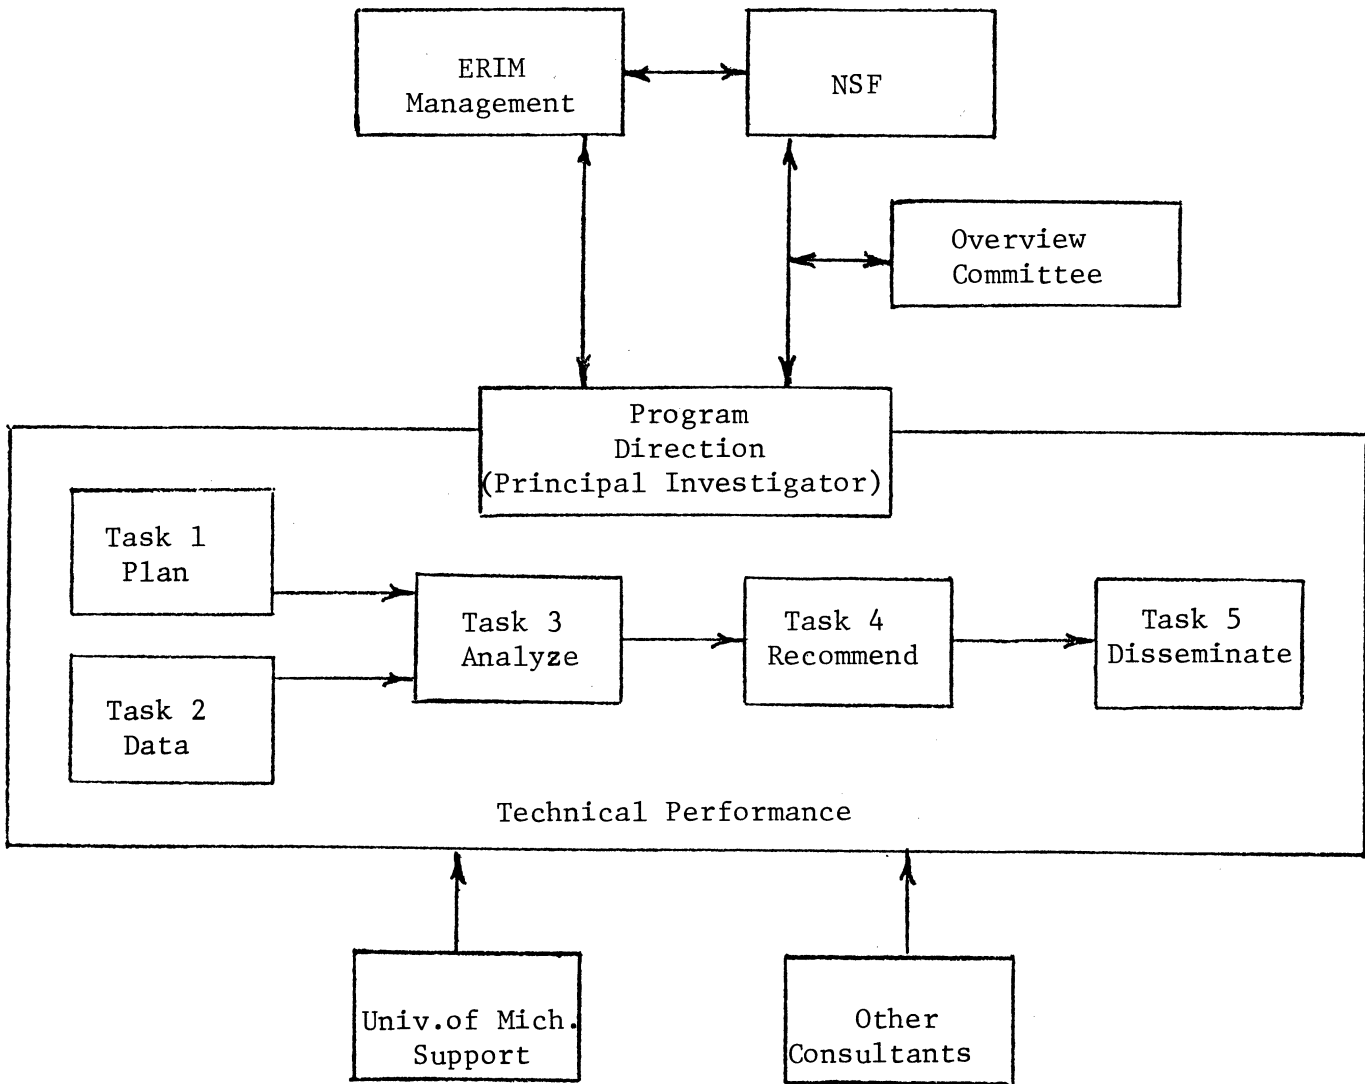 ERIM
Management
NSF
Overview
Committee
Program
Direction
(Principal Investigator)
Task 1
Plan
Task 2
Data
Task 3
Analyze
Task 4
Recommend
Task 5
Disseminate
Technical Performance
Univ.of Mich.
Support
Other
Consultants